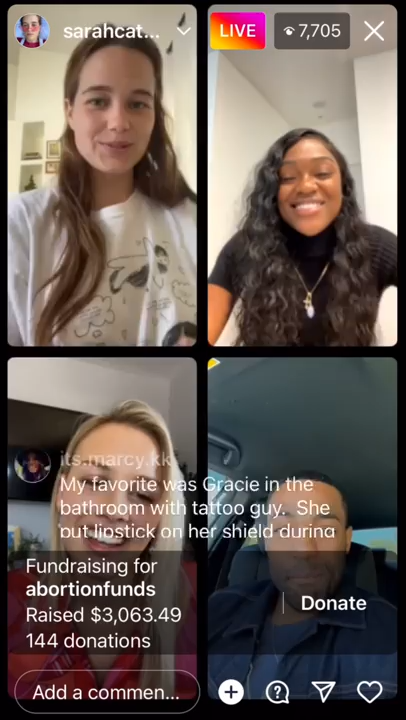 sarahcat...
LIVE
7,705
its.marcy.kk
My favorite was Gracie in the
bathroom with tattoo guy. She
put lipstick on her shield during
Fundraising for
abortionfunds
Raised $3,063.49
Donate
144 donations
Add a commen...